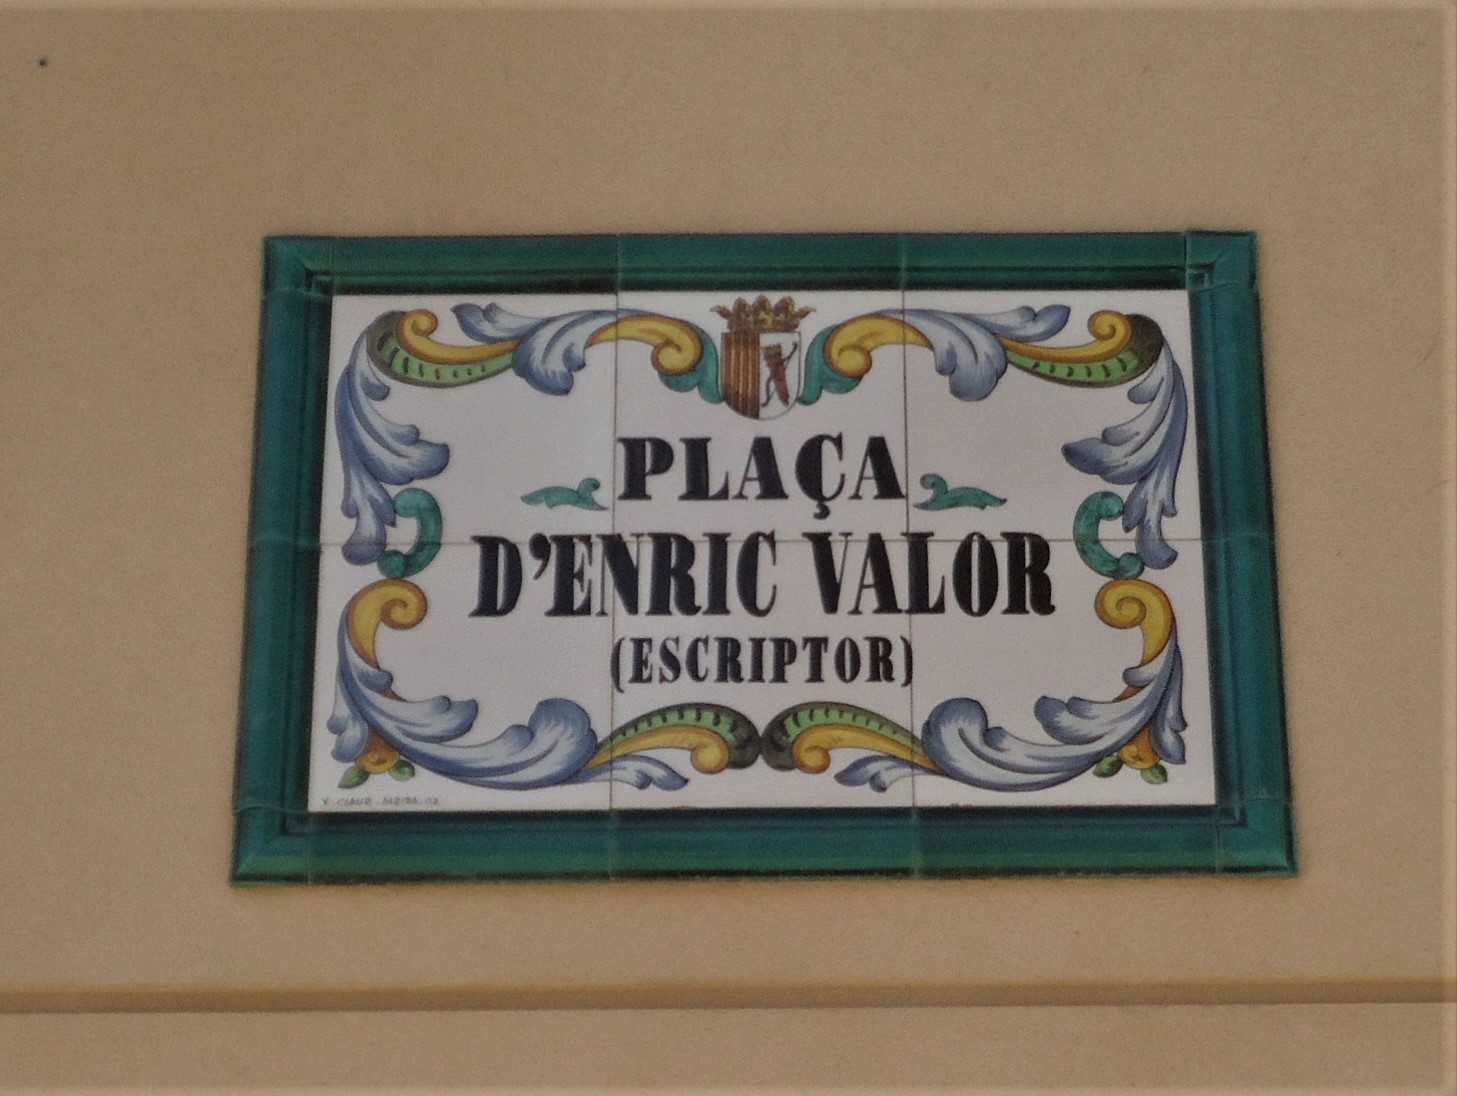 PLAÇA
D'ENRIC VALOR
(ESCRIPTOR)